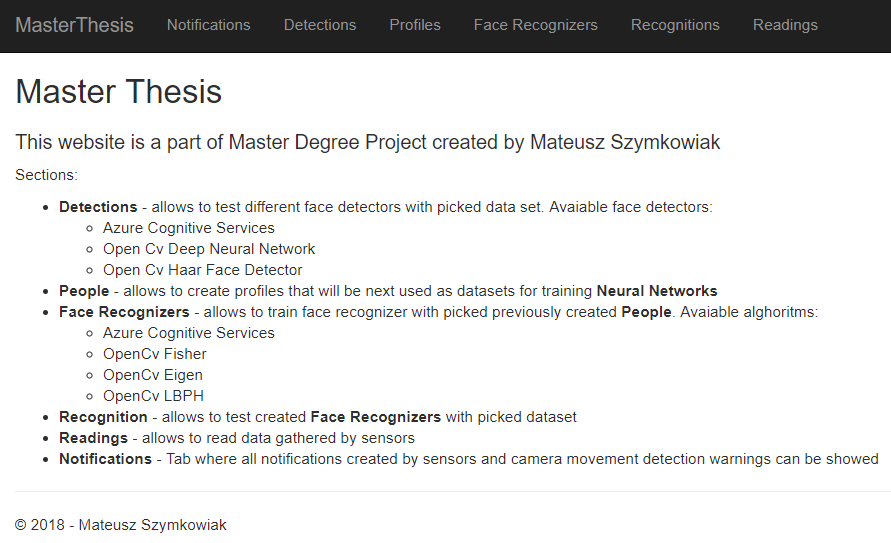 MasterThesis Notifications Detections Profiles Face Recognizers Recognitions Readings
Master Thesis
This website is a part of Master Degree Project created by Mateusz Szymkowiak
Sections:
Detections - allows to test different face detectors with picked data set. Avaiable face detectors:
Azure Cognitive Services
Open Cv Deep Neural Network
Open Cv Haar Face Detector
People - allows to create profiles that will be next used as datasets for training Neural Networks
Face Recognizers - allows to train face recognizer with picked previously created People. Avaiable alghoritms:
Azure Cognitive Services
OpenCv Fisher
OpenCv Eigen
OpenCv LBPH
Recognition - allows to test created Face Recognizers with picked dataset
Readings - allows to read data gathered by sensors
Notifications - Tab where all notifications created by sensors and camera movement detection warnings can be showed
© 2018 - Mateusz Szymkowiak